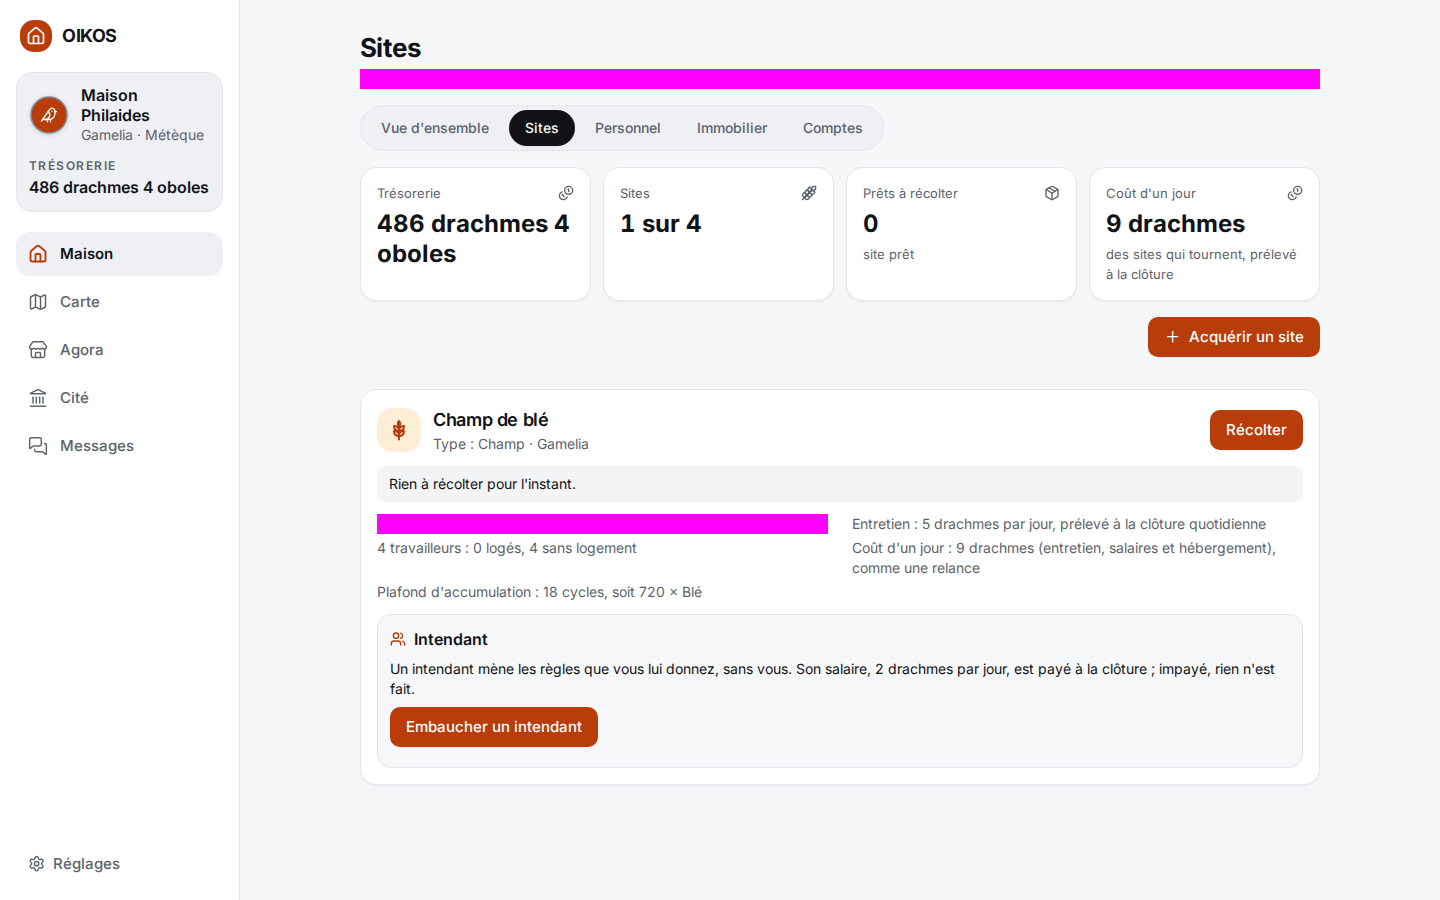 OIKOS
Maison
Philaides
Gamelia · Métèque
TRÉSORERIE
486 drachmes 4 oboles
Maison
Carte
Agora
Cité
Messages
Réglages
Sites
Vue d'ensemble
Sites
Personnel
Immobilier
Comptes
Trésorerie
486 drachmes 4
oboles
Sites
1 sur 4
Prêts à récolter
0
site prêt
Coût d'un jour
9 drachmes
des sites qui tournent, prélevé
à la clôture
Acquérir un site
Champ de blé
Type : Champ · Gamelia
Récolter
Rien à récolter pour l'instant.
Entretien : 5 drachmes par jour, prélevé à la clôture quotidienne
4 travailleurs : 0 logés, 4 sans logement
Coût d'un jour : 9 drachmes (entretien, salaires et hébergement),
comme une relance
Plafond d'accumulation : 18 cycles, soit 720 × Blé
Intendant
Un intendant mène les règles que vous lui donnez, sans vous. Son salaire, 2 drachmes par jour, est payé à la clôture ; impayé, rien n'est
fait.
Embaucher un intendant